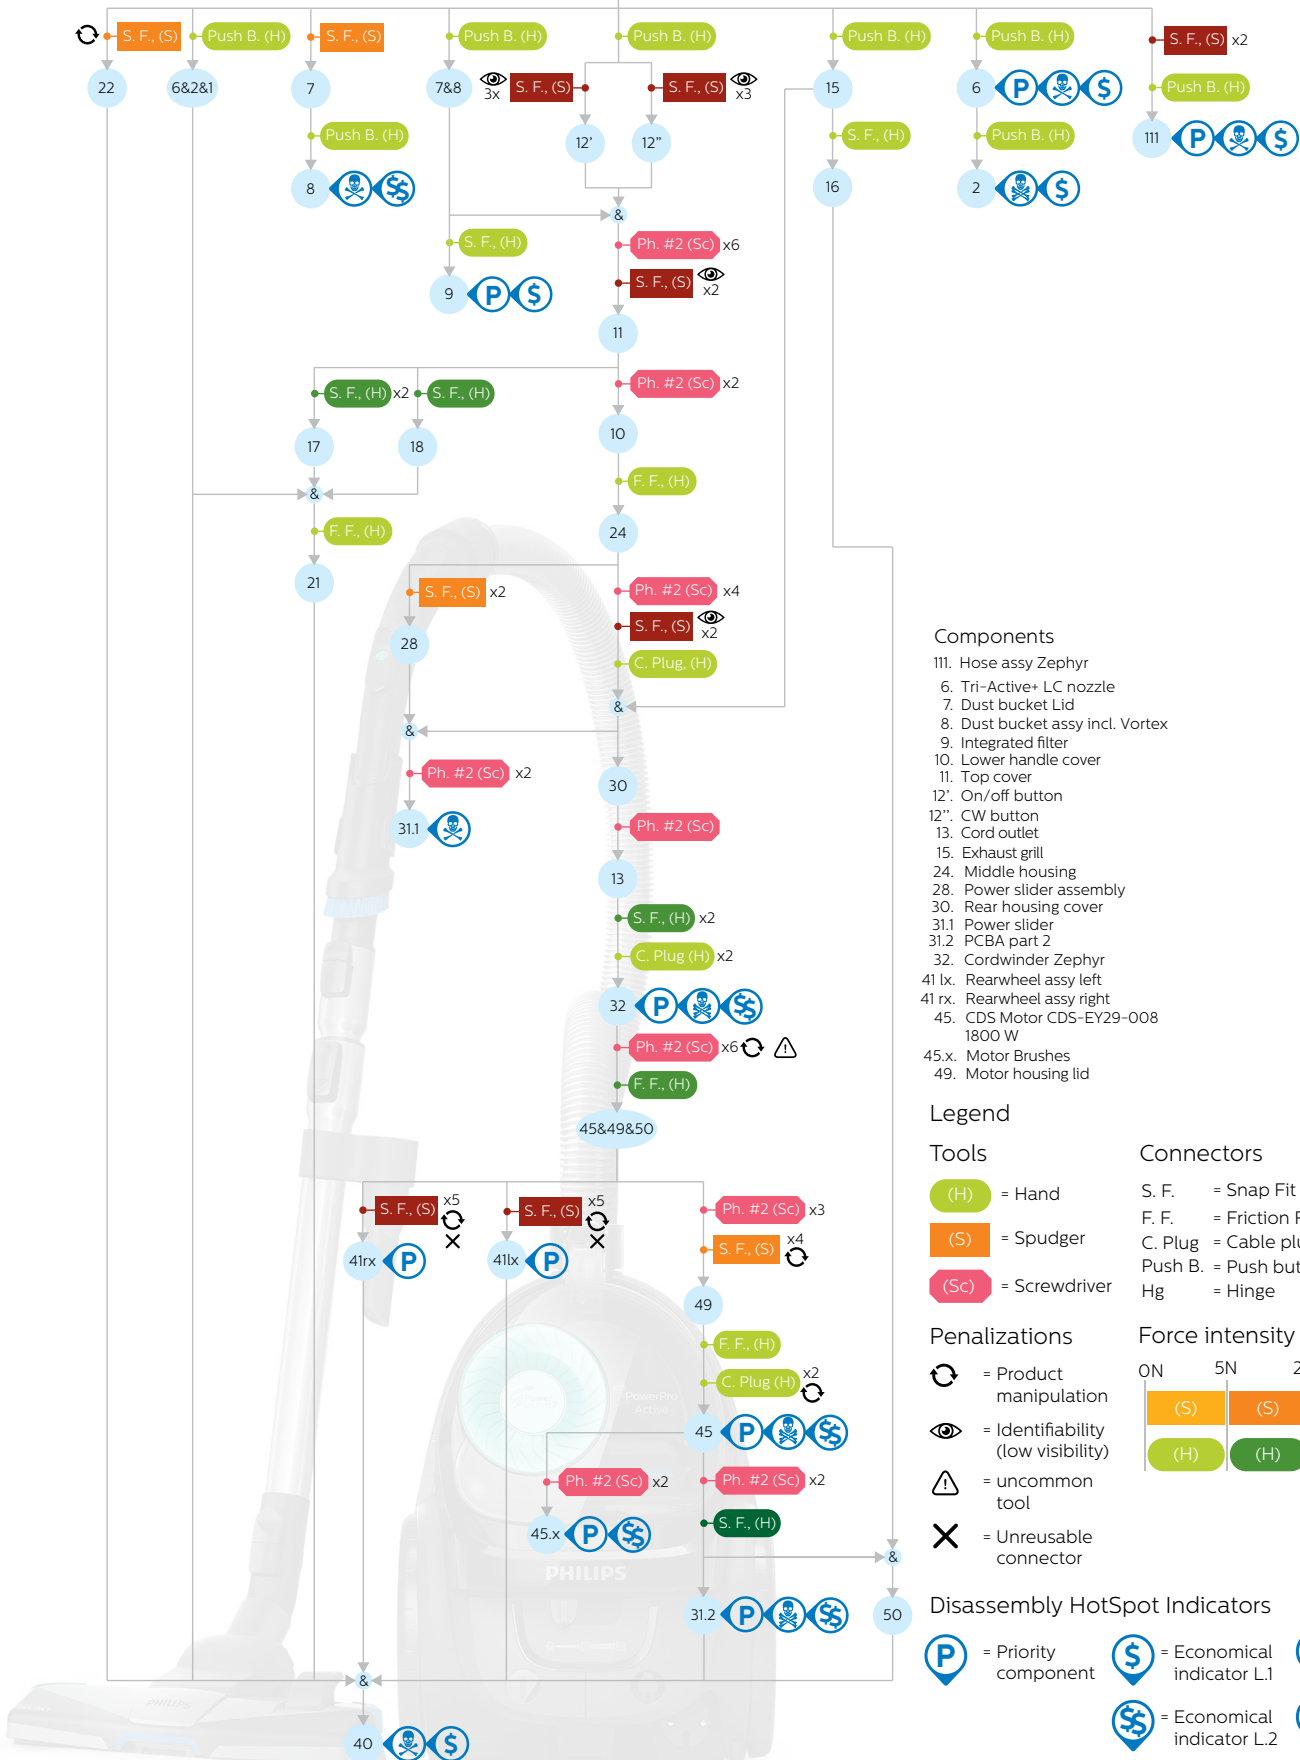 S. F., (S)
Push B. (H)
S. F., (S)
Push B. (H)
Push B. (H)
Push B. (H)
Push B. (H)
S. F., (S) x2
22
6&2&1
7
7&8
3x
S. F., (S)
S. F., (S)
x3
15
6
P
$
Push B. (H)
Push B. (H)
12'
12''
S. F., (H)
Push B. (H)
111
P
$
8
$$
16
2
$
&
S. F., (H)
Ph. #2 (Sc) x6
9
P
$
S. F., (S)
x2
11
S. F., (H) x2
S. F., (H)
Ph. #2 (Sc) x2
17
18
10
&
F. F., (H)
F. F., (H)
24
21
S. F., (S) x2
Ph. #2 (Sc) x4
S. F., (S)
x2
28
C. Plug, (H)
&
&
Ph. #2 (Sc) x2
30
31.1
Ph. #2 (Sc)
13
S. F., (H) x2
C. Plug (H) x2
32
P
$$
Ph. #2 (Sc) x6
F. F., (H)
45&49&50
S. F., (S)
x5
S. F., (S)
x5
Ph. #2 (Sc) x3
41rx
P
41lx
P
S. F., (S)
x4
49
F. F., (H)
C. Plug (H)
x2
PowerPro
Active
45
P
$$
Ph. #2 (Sc) x2
Ph. #2 (Sc) x2
45.x
P
$$
S. F., (H)
&
PHILIPS
31.2
P
$$
50
&
PHILIPS
40
$
Components
111. Hose assy Zephyr
6. Tri-Active+ LC nozzle
7. Dust bucket Lid
8. Dust bucket assy incl. Vortex
9. Integrated filter
10. Lower handle cover
11. Top cover
12'. On/off button
12''. CW button
13. Cord outlet
15. Exhaust grill
24. Middle housing
28. Power slider assembly
30. Rear housing cover
31.1 Power slider
31.2 PCBA part 2
32. Cordwinder Zephyr
41 lx. Rearwheel assy left
41 rx. Rearwheel assy right
45. CDS Motor CDS-EY29-008
1800 W
45.x. Motor Brushes
49. Motor housing lid
Legend
Tools
(H) = Hand
(S) = Spudger
(Sc) = Screwdriver
Connectors
S. F. = Snap Fit
F. F. = Friction
C. Plug = Cable
Push B. = Push
Hg = Hinge
Penalizations
= Product
manipulation
= Identifiability
(low visibility)
= uncommon
tool
= Unreusable
connector
Force intensity
0N 5N
(S) (S)
(H) (H)
Disassembly HotSpot Indicators
P = Priority
component
$ = Economical
indicator L.1
$$ = Economical
indicator L.2